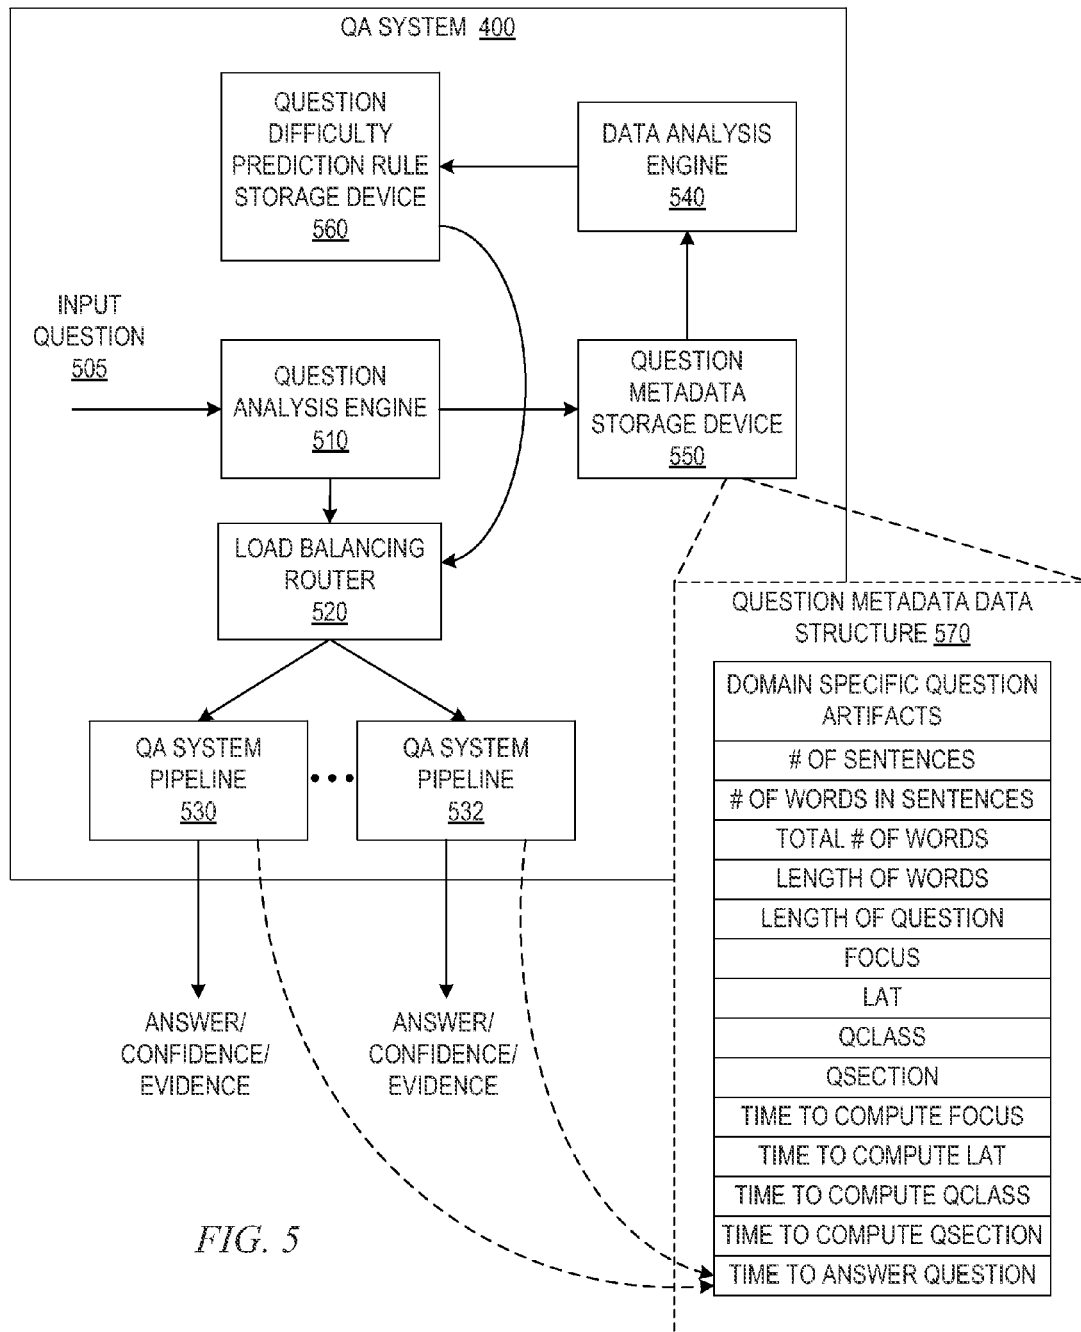 QA SYSTEM 400
QUESTION
DIFFICULTY
PREDICTION RULE
STORAGE DEVICE
560
DATA ANALYSIS
ENGINE
540
INPUT
QUESTION
505
QUESTION
ANALYSIS ENGINE
510
QUESTION
METADATA
STORAGE DEVICE
550
LOAD BALANCING
ROUTER
520
QA SYSTEM
PIPELINE
530
QA SYSTEM
PIPELINE
532
ANSWER/
CONFIDENCE/
EVIDENCE
ANSWER/
CONFIDENCE/
EVIDENCE
QUESTION METADATA DATA
STRUCTURE 570
DOMAIN SPECIFIC QUESTION
ARTIFACTS
# OF SENTENCES
# OF WORDS IN SENTENCES
TOTAL # OF WORDS
LENGTH OF WORDS
LENGTH OF QUESTION
FOCUS
LAT
QCLASS
QSECTION
TIME TO COMPUTE FOCUS
TIME TO COMPUTE LAT
TIME TO COMPUTE QCLASS
TIME TO COMPUTE QSECTION
TIME TO ANSWER QUESTION
FIG. 5